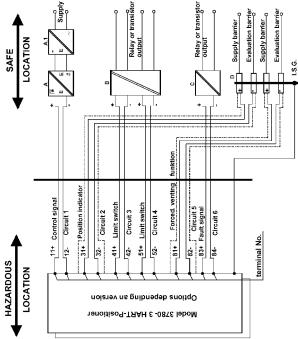 SAFE
LOCATION
Supply
Relay or transistor
output
Relay or transistor
output
Supply barrier
Evaluation barrier
Supply barrier
Evaluation barrier
A1
A
B
C
D
I.S.G.
HAZARDOUS
LOCATION
Control signal
Circuit 1
Position indicator
Circuit 2
Limit switch
Circuit 3
Limit switch
Circuit 4
Forced. venting funktion
Circuit 5
Fault signal
Circuit 6
11+
12-
31+
32-
41+
42-
51+
52-
81+
82-
83+
84-
terminal No.
Model 3780- 3 HART-Positioner
Options depending an version